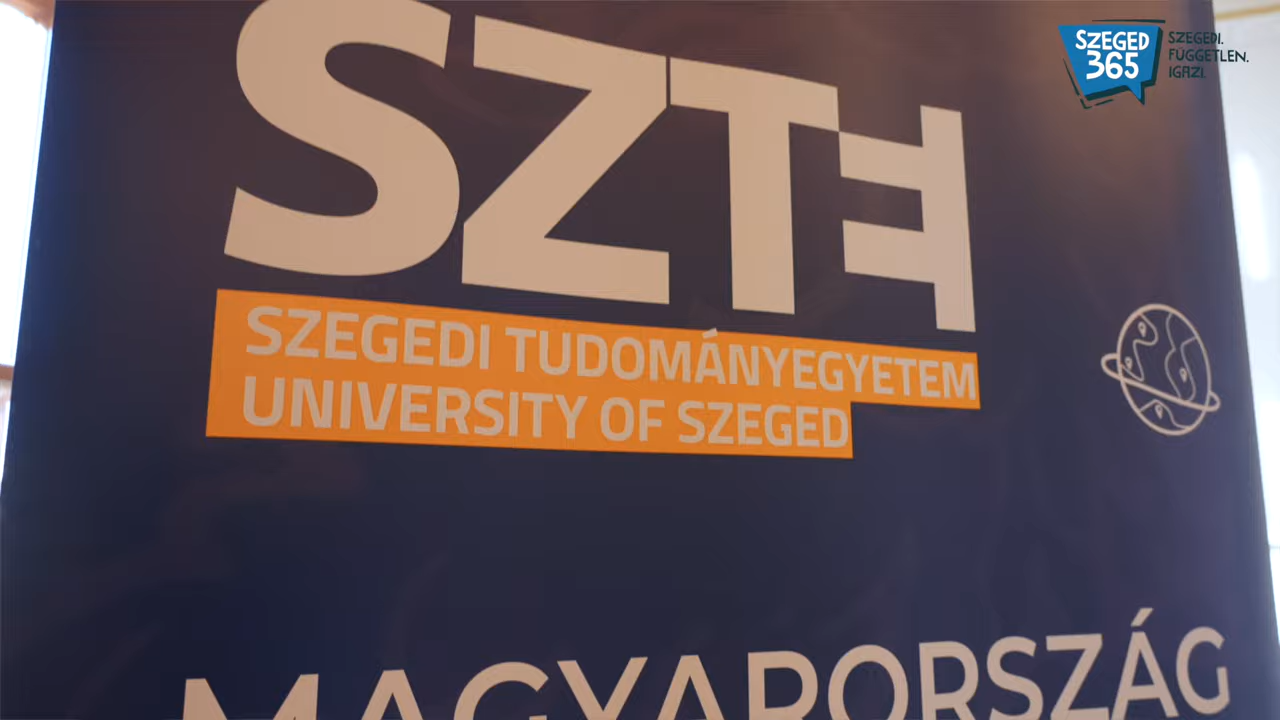 SZTE
SZEGEDI TUDOMÁNYEGYETEM
UNIVERSITY OF SZEGED
MAGYARORSZÁG
SZEGED
365
SZEGEDI.
FÜGGETLEN.
IGAZI.